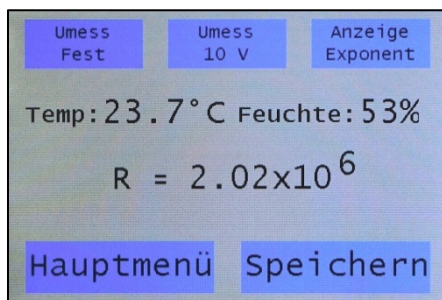 Umess Umess Anzeige
Fest 10 V Exponent
Temp:23.7°C Feuchte:53%
R = 2.02x10⁶
Hauptmenü Speichern